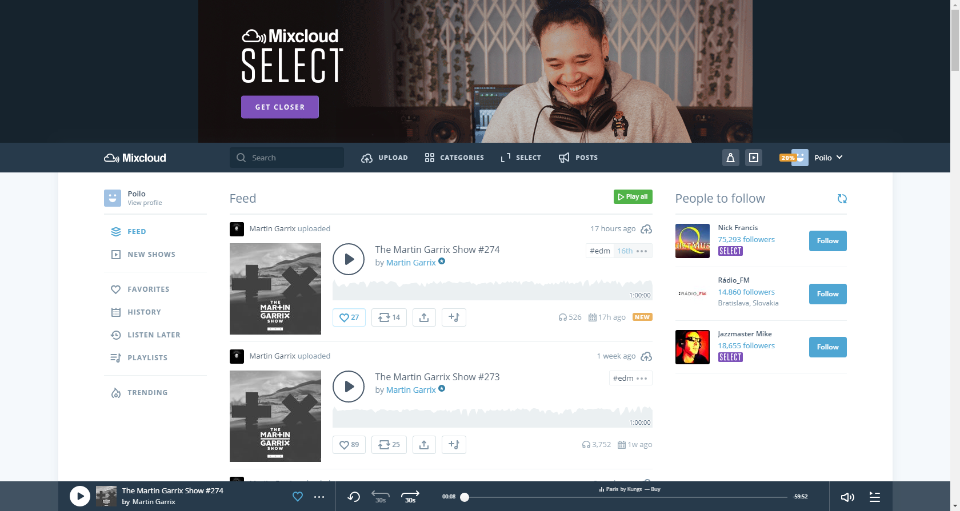 Mixcloud
SELECT
GET CLOSER
Mixcloud
Search
UPLOAD
CATEGORIES
SELECT
POSTS
20%
Poilo
Poilo
View profile
FEED
NEW SHOWS
FAVORITES
HISTORY
LISTEN LATER
PLAYLISTS
TRENDING
Feed
Play all
Martin Garrix uploaded
17 hours ago
THE
MARTIN
GARRIX
SHOW
The Martin Garrix Show #274
by Martin Garrix
#edm
16th
1:00:00
27
14
526
17h ago
NEW
Martin Garrix uploaded
1 week ago
THE
MARTIN
GARRIX
SHOW
The Martin Garrix Show #273
by Martin Garrix
#edm
1:00:00
89
25
3,752
1w ago
People to follow
Nick Francis
75,293 followers
SELECT
Follow
RADIO_FM
Rádio_FM
14,860 followers
Bratislava, Slovakia
Follow
Jazzmaster Mike
18,655 followers
SELECT
Follow
The Martin Garrix Show #274
by Martin Garrix
30s
30s
00:08
Paris by Kungs — Buy
-59:52